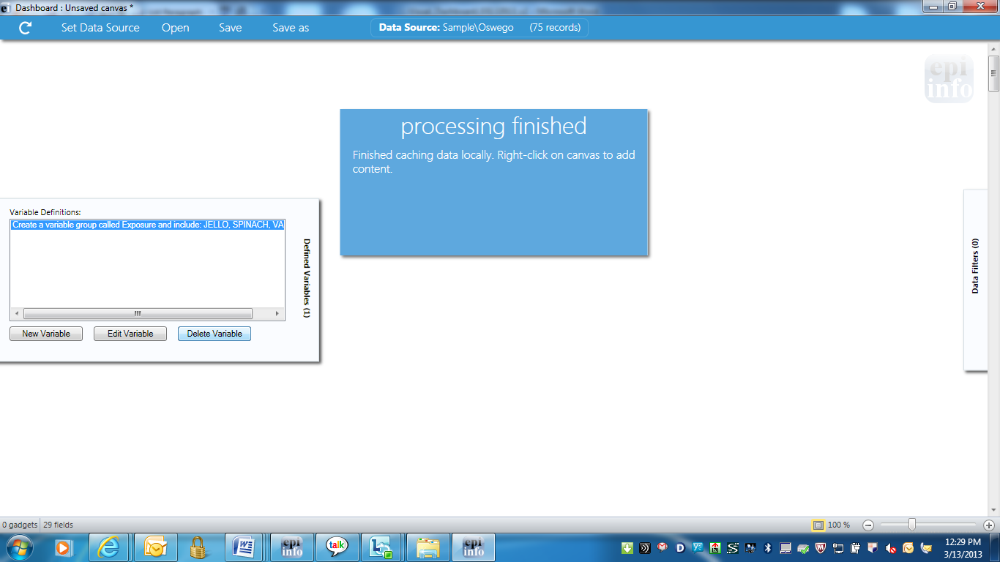 Dashboard : Unsaved canvas *
Set Data Source Open Save Save as Data Source: Sample\Oswego (75 records)
epi
info
processing finished
Finished caching data locally. Right-click on canvas to add
content.
Variable Definitions:
Create a variable group called Exposure and include: JELLO, SPINACH, VA
Defined Variables (1)
New Variable Edit Variable Delete Variable
Data Filters (0)
0 gadgets 29 fields
100 %
epi
info
talk
epi
info
12:29 PM
3/13/2013